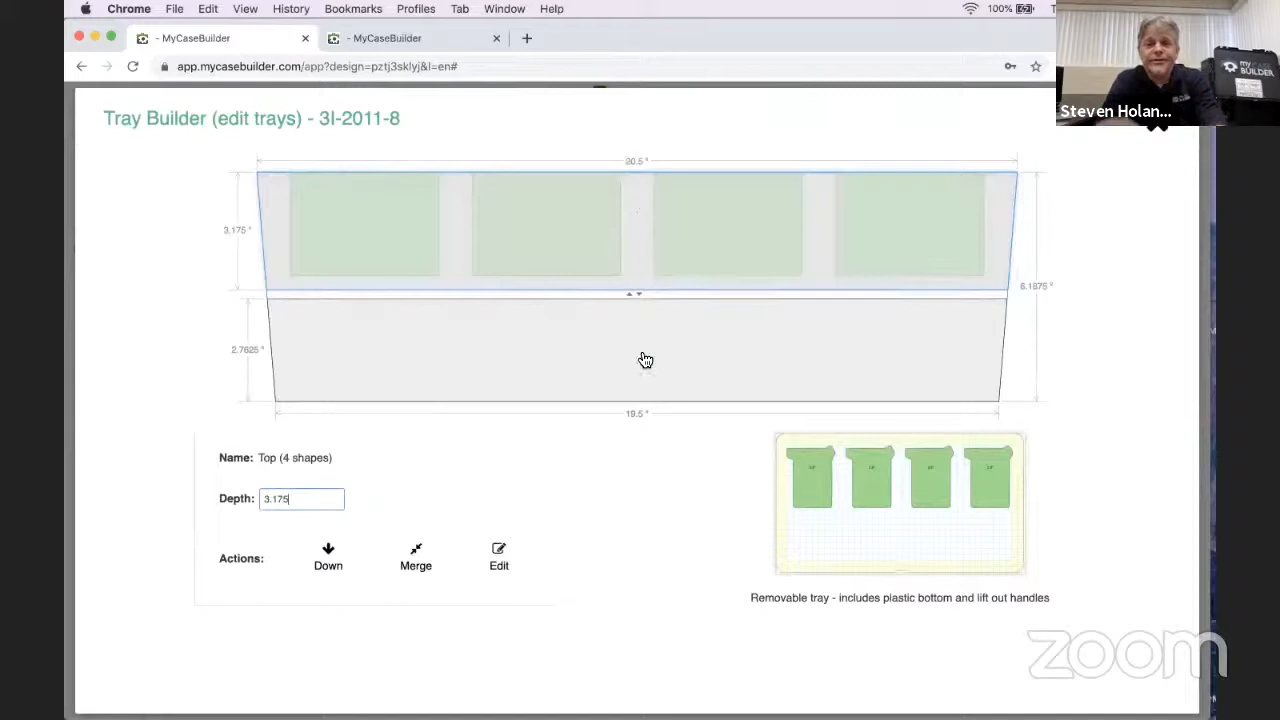 Chrome File Edit View History Bookmarks Profiles Tab Window Help 100%
- MyCaseBuilder
- MyCaseBuilder
app.mycasebuilder.com/app?design=pztj3sklyj&l=en#
MY CASE
BUILDER
Steven Holan...
Tray Builder (edit trays) - 3I-2011-8
20.5 "
3.175 "
6.1875 "
2.7625 "
19.5 "
Name: Top (4 shapes)
Depth: 3.175
Actions:
Down
Merge
Edit
Removable tray - includes plastic bottom and lift out handles
zoom